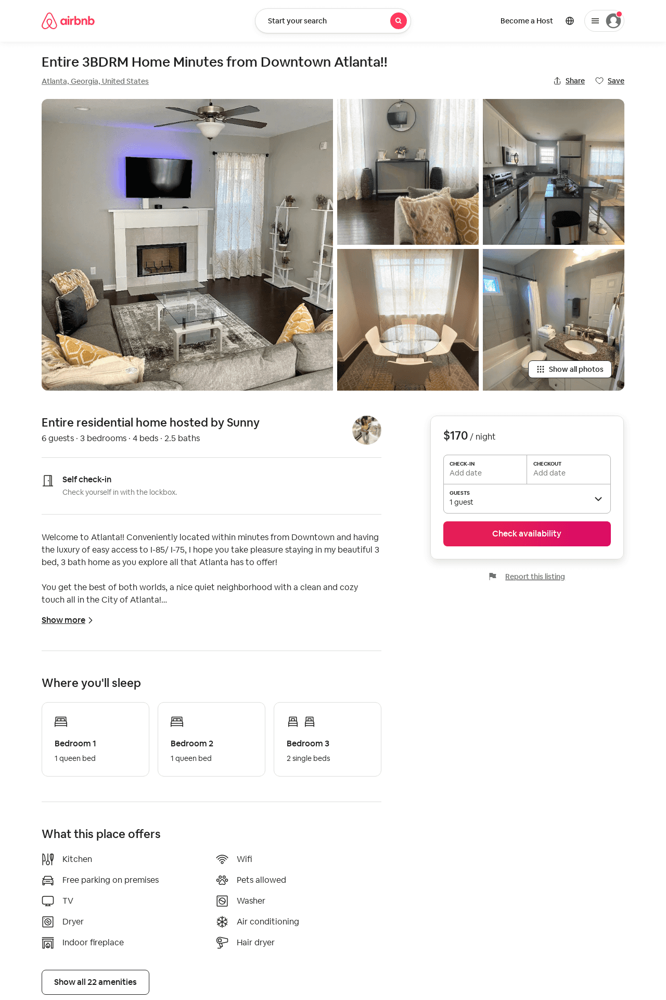 airbnb
Start your search
Become a Host
Entire 3BDRM Home Minutes from Downtown Atlanta!!
Atlanta, Georgia, United States
Share
Save
Show all photos
Entire residential home hosted by Sunny
6 guests · 3 bedrooms · 4 beds · 2.5 baths
Self check-in
Check yourself in with the lockbox.
Welcome to Atlanta!! Conveniently located within minutes from Downtown and having
the luxury of easy access to I-85/ I-75, I hope you take pleasure staying in my beautiful 3
bed, 3 bath home as you explore all that Atlanta has to offer!
You get the best of both worlds, a nice quiet neighborhood with a clean and cozy
touch all in the City of Atlanta!...
Show more
$170 / night
CHECK-IN
Add date
CHECKOUT
Add date
GUESTS
1 guest
Check availability
Report this listing
Where you'll sleep
Bedroom 1
1 queen bed
Bedroom 2
1 queen bed
Bedroom 3
2 single beds
What this place offers
Kitchen
Wifi
Free parking on premises
Pets allowed
TV
Washer
Dryer
Air conditioning
Indoor fireplace
Hair dryer
Show all 22 amenities